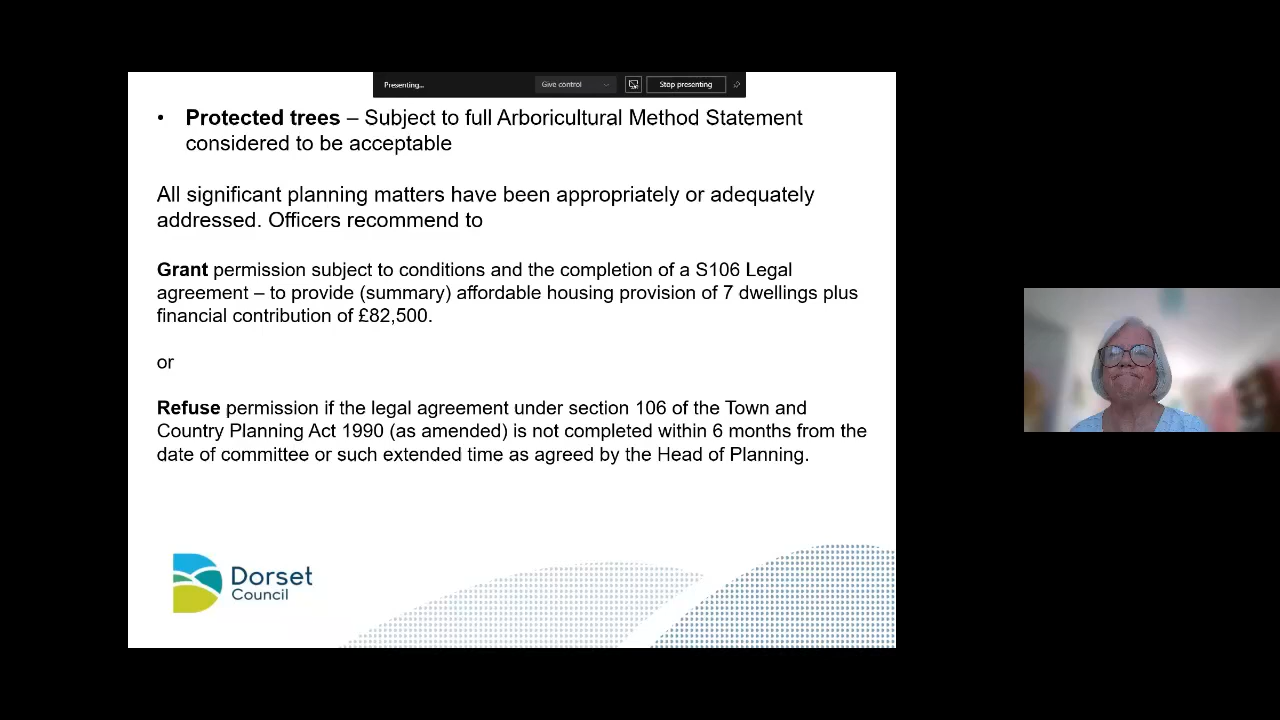 Presenting...
Give control
Stop presenting
• Protected trees – Subject to full Arboricultural Method Statement
considered to be acceptable
All significant planning matters have been appropriately or adequately
addressed. Officers recommend to
Grant permission subject to conditions and the completion of a S106 Legal
agreement – to provide (summary) affordable housing provision of 7 dwellings plus
financial contribution of £82,500.
or
Refuse permission if the legal agreement under section 106 of the Town and
Country Planning Act 1990 (as amended) is not completed within 6 months from the
date of committee or such extended time as agreed by the Head of Planning.
Dorset
Council